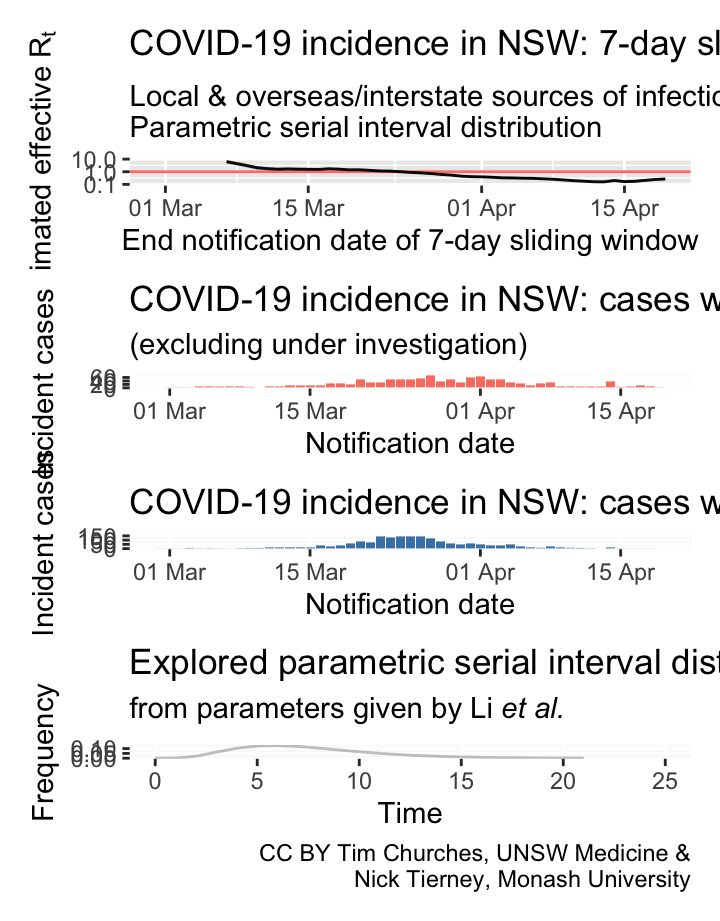 COVID-19 incidence in NSW: 7-day
Local & overseas/interstate sources of
Parametric serial interval distribution
effective Rt
10.0
1.0
0.1
01 Mar 15 Mar 01 Apr 15 Apr
End notification date of 7-day sliding window
COVID-19 incidence in NSW: cases
(excluding under investigation)
cases
01 Mar 15 Mar 01 Apr 15 Apr
Notification date
COVID-19 incidence in NSW: cases
Incident cases
01 Mar 15 Mar 01 Apr 15 Apr
Notification date
Explored parametric serial interval
from parameters given by Li et al.
Frequency
0 5 10 15 20 25
Time
CC BY Tim Churches, UNSW Medicine &
Nick Tierney, Monash University